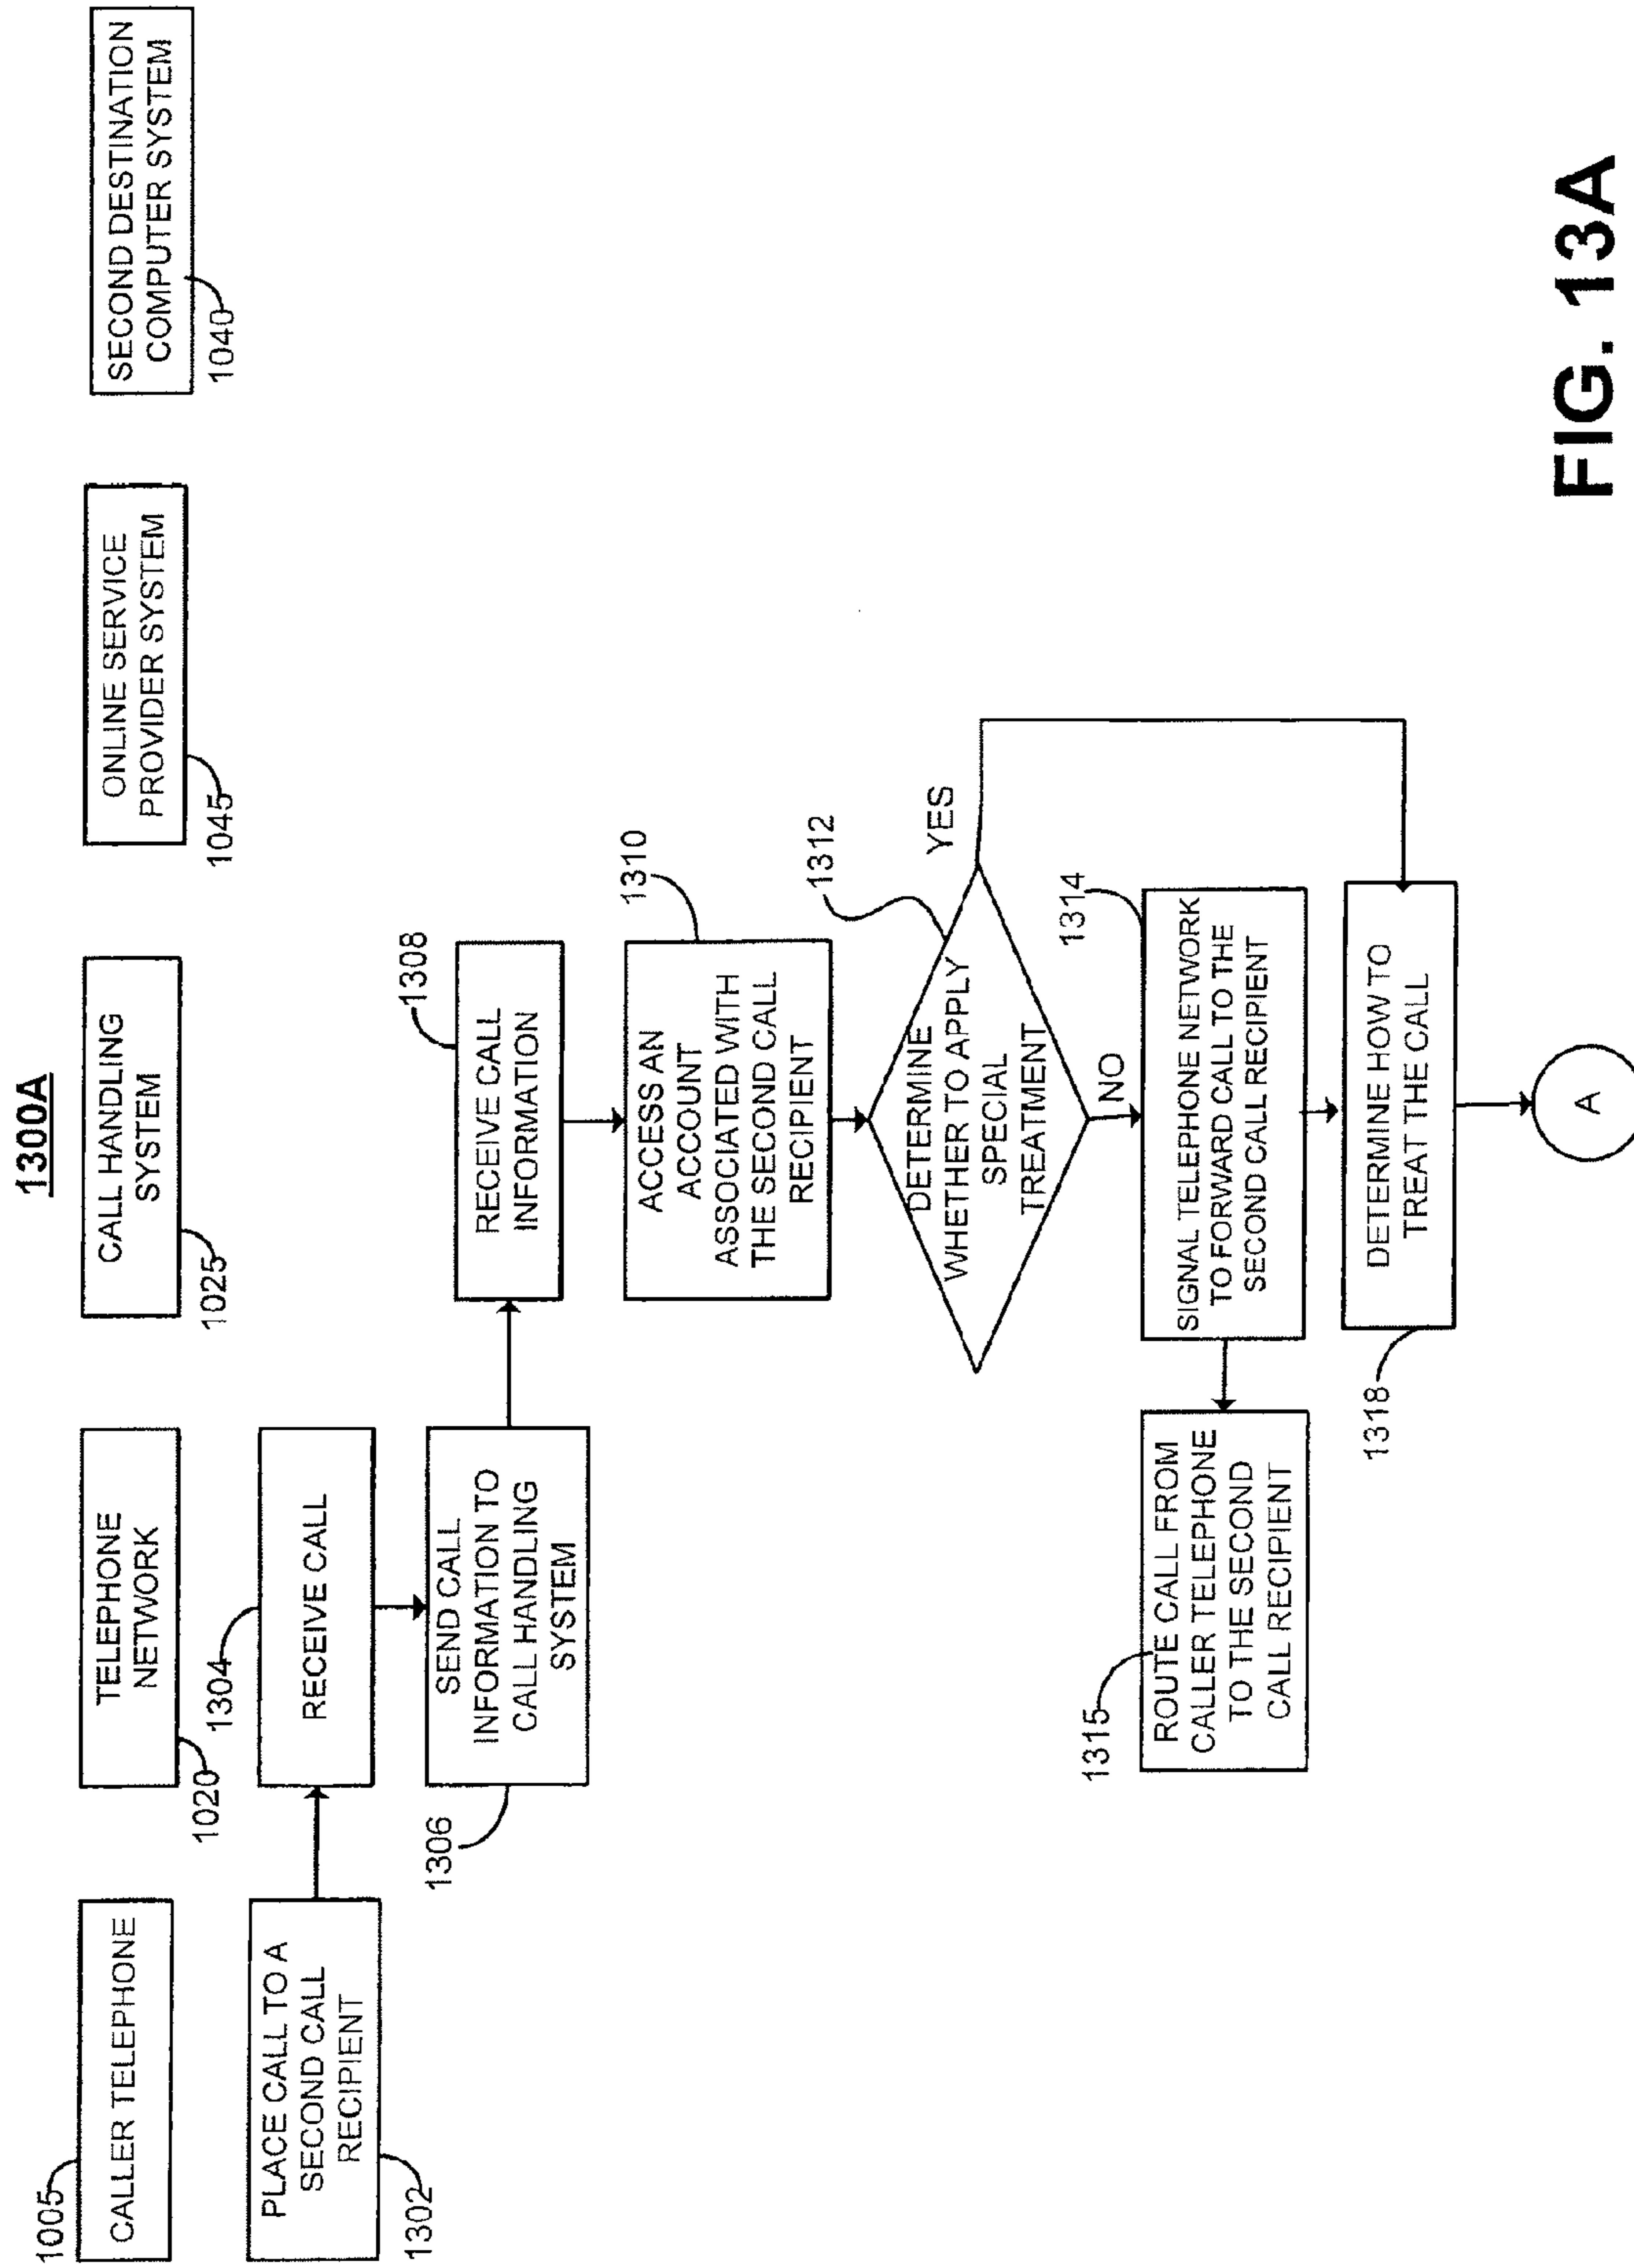 1300A
CALLER TELEPHONE
1005
TELEPHONE
NETWORK
1020
CALL HANDLING
SYSTEM
1025
ONLINE SERVICE
PROVIDER SYSTEM
1045
SECOND DESTINATION
COMPUTER SYSTEM
1040
PLACE CALL TO A
SECOND CALL
RECIPIENT
1302
1304
RECEIVE CALL
SEND CALL
INFORMATION TO
CALL HANDLING
SYSTEM
1306
1308
RECEIVE CALL
INFORMATION
1310
ACCESS AN
ACCOUNT
ASSOCIATED WITH
THE SECOND CALL
RECIPIENT
1312
DETERMINE
WHETHER TO APPLY
SPECIAL
TREATMENT
YES
NO
1314
SIGNAL TELEPHONE NETWORK
TO FORWARD CALL TO THE
SECOND CALL RECIPIENT
1315
ROUTE CALL FROM
CALLER TELEPHONE
TO THE SECOND
CALL RECIPIENT
1318
DETERMINE HOW TO
TREAT THE CALL
A
FIG. 13A